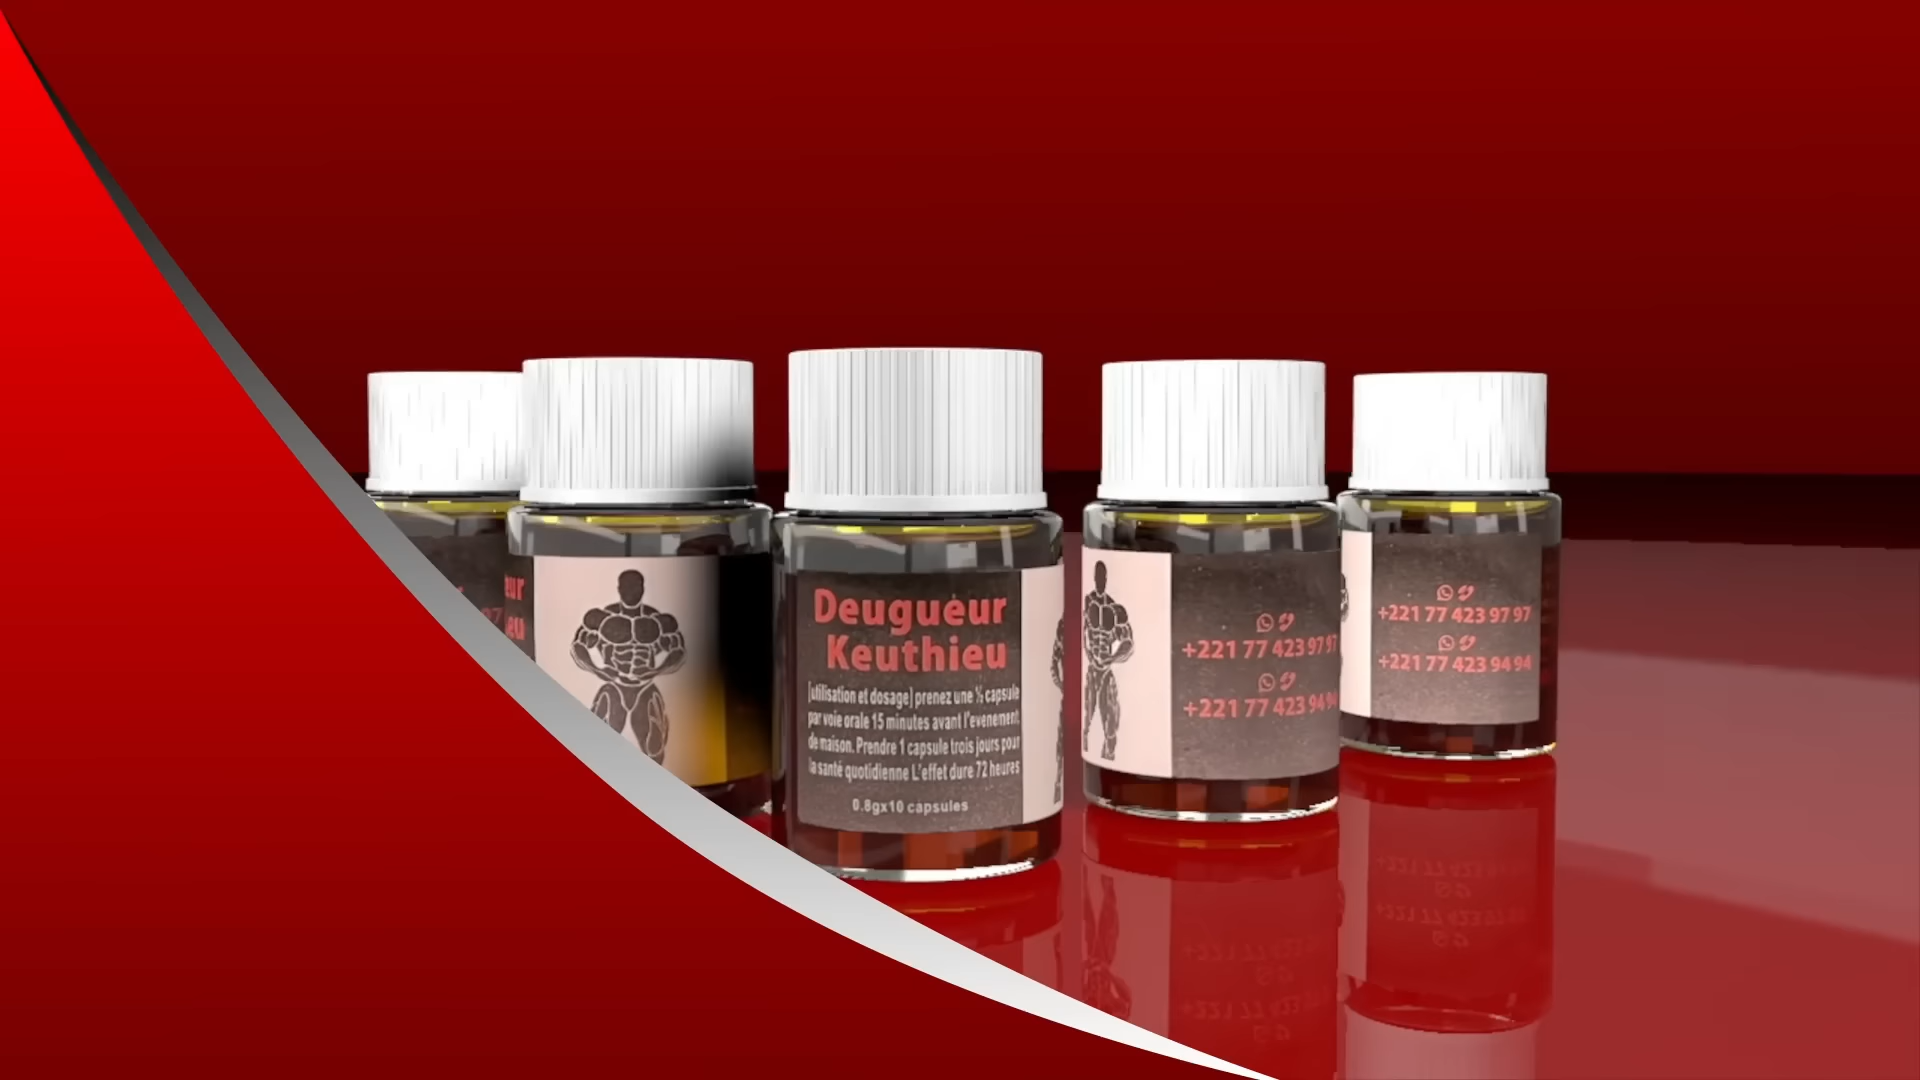 eur
eu
Deugueur
Keuthieu
[utilisation et dosage] prenez une ½ capsule
par voie orale 15 minutes avant l'evenement
de maison. Prendre 1 capsule trois jours pour
la santé quotidienne L'effet dure 72 heures
0.8gx10 capsules
+221 77 423 97 97
+221 77 423 94 94
+221 77 423 97 97
+221 77 423 94 94